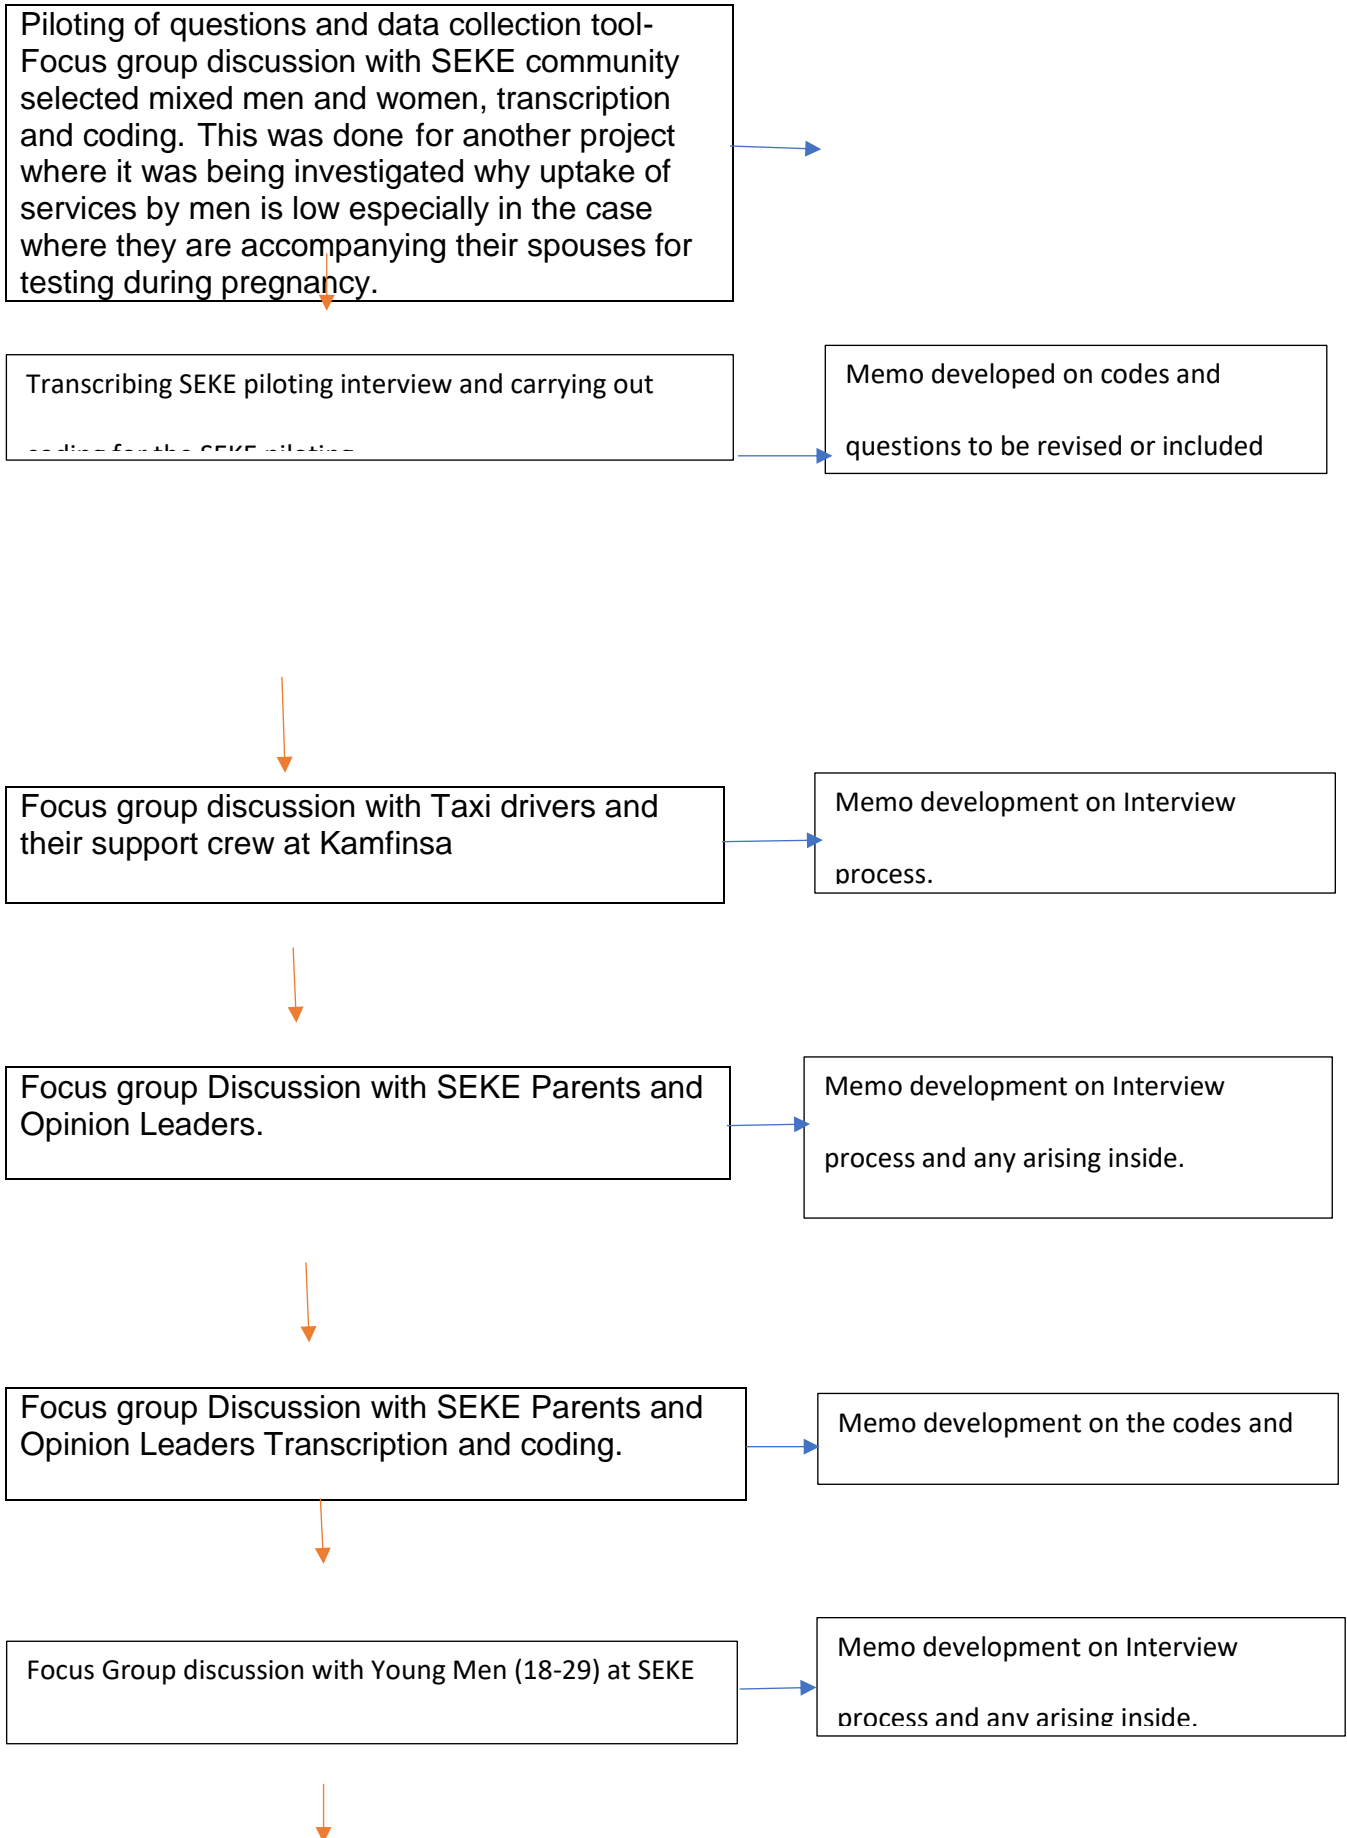 Piloting of questions and data collection tool-
Focus group discussion with SEKE community
selected mixed men and women, transcription
and coding. This was done for another project
where it was being investigated why uptake of
services by men is low especially in the case
where they are accompanying their spouses for
testing during pregnancy.
Transcribing SEKE piloting interview and carrying out
coding for the SEKE piloting
Memo developed on codes and
questions to be revised or included
Focus group discussion with Taxi drivers and
their support crew at Kamfinsa
Memo development on Interview
process.
Focus group Discussion with SEKE Parents and
Opinion Leaders.
Memo development on Interview
process and any arising inside.
Focus group Discussion with SEKE Parents and
Opinion Leaders Transcription and coding.
Memo development on the codes and
Focus Group discussion with Young Men (18-29) at SEKE
Memo development on Interview
process and any arising inside.